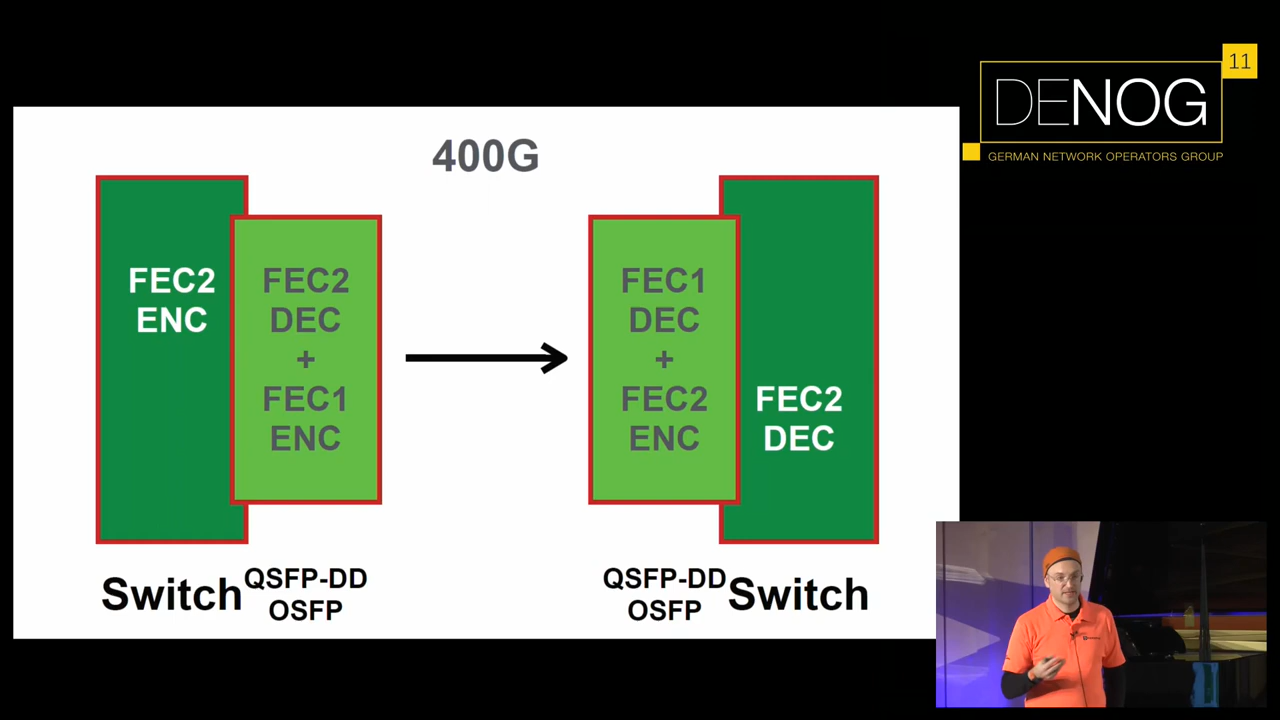 400G
FEC2
ENC
FEC2
DEC
+
FEC1
ENC
FEC1
DEC
+
FEC2
ENC
FEC2
DEC
Switch
QSFP-DD
OSFP
QSFP-DD
OSFP
Switch
11
DENOG
GERMAN NETWORK OPERATORS GROUP